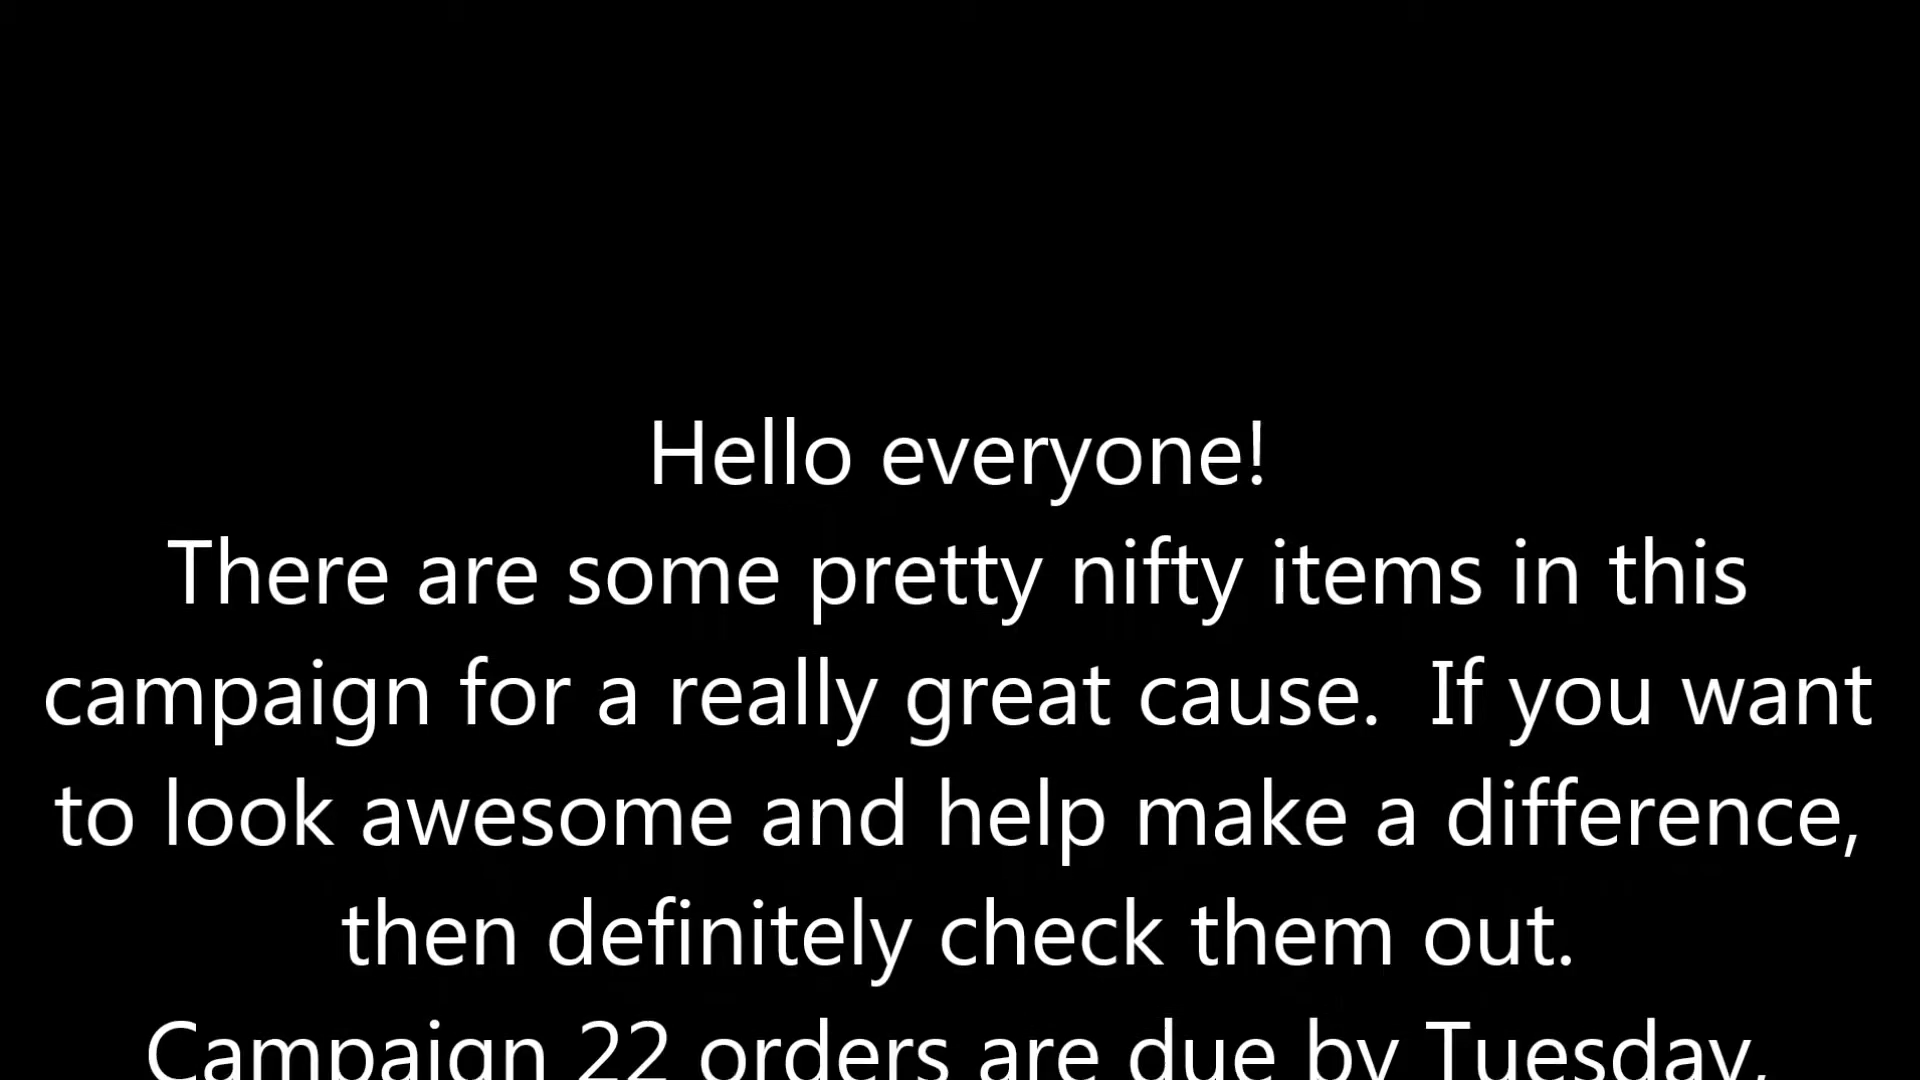 Hello everyone!
There are some pretty nifty items in this
campaign for a really great cause.  If you want
to look awesome and help make a difference,
then definitely check them out.
Campaign 22 orders are due by Tuesday,